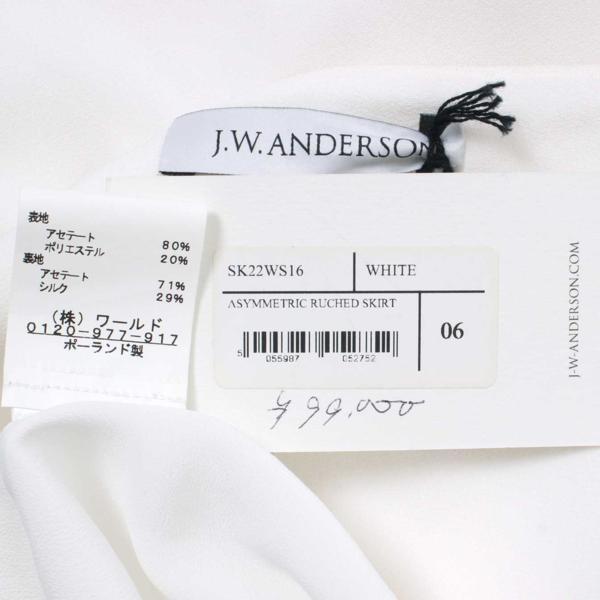 J.W.ANDERSON
表地
アセテート 80%
ポリエステル 20%
裏地
アセテート 71%
シルク 29%
(株) ワールド
0120-977-917
ポーランド製
SK22WS16 WHITE
ASYMMETRIC RUCHED SKIRT
06
5 055987 052752
¥99,000
J-W-ANDERSON.COM